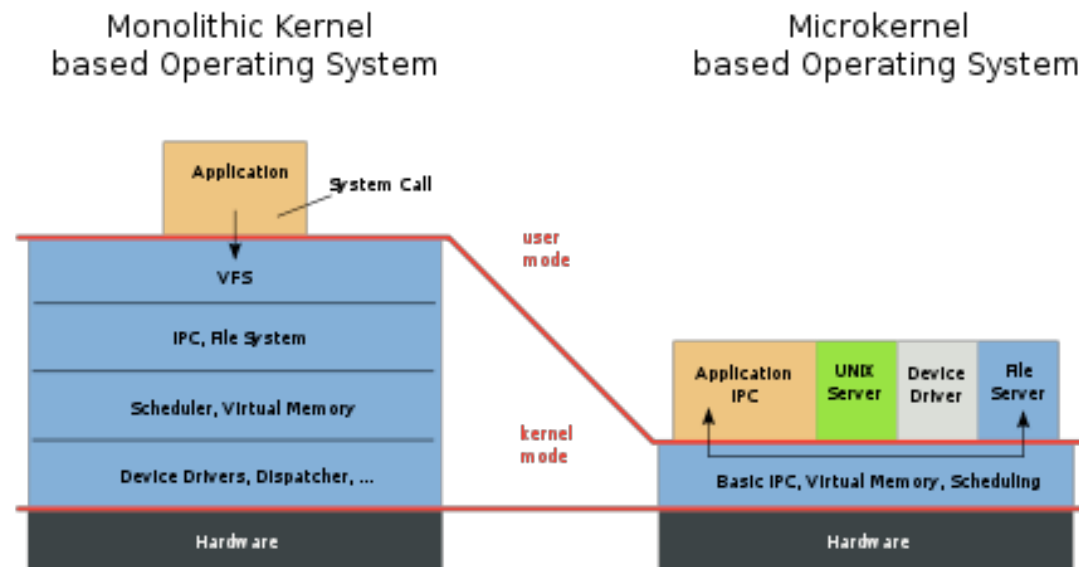 Monolithic Kernel
based Operating System
Microkernel
based Operating System
Application
System Call
user
mode
VFS
IPC, File System
Scheduler, Virtual Memory
kernel
mode
Device Drivers, Dispatcher, ...
Hardware
Application
IPC
UNIX
Server
Device
Driver
File
Server
Basic IPC, Virtual Memory, Scheduling
Hardware